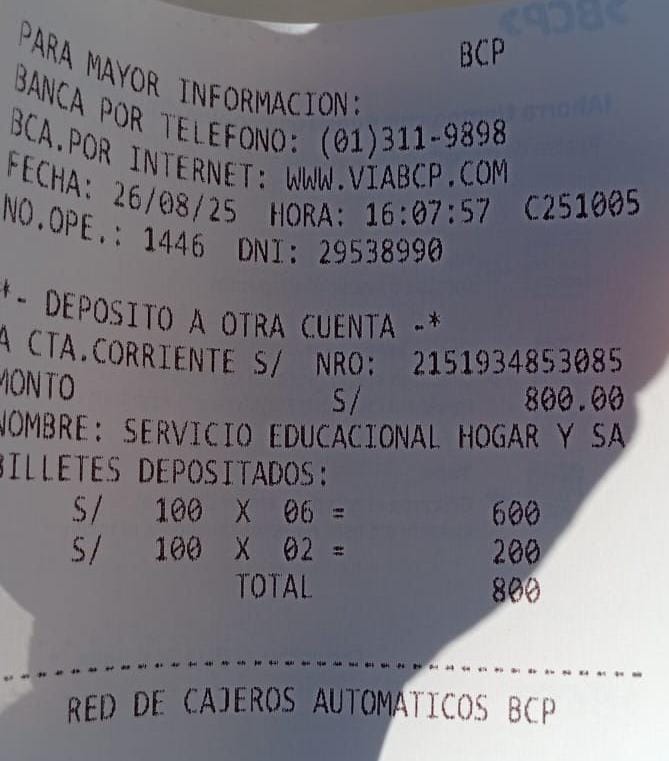 BCP
PARA MAYOR INFORMACION:
BANCA POR TELEFONO: (01)311-9898
BCA.POR INTERNET: WWW.VIABCP.COM
FECHA: 26/08/25 HORA: 16:07:57 C251005
NO.OPE.: 1446 DNI: 29538990
*- DEPOSITO A OTRA CUENTA -*
A CTA.CORRIENTE S/ NRO: 2151934853085
MONTO S/ 800.00
NOMBRE: SERVICIO EDUCACIONAL HOGAR Y SA
BILLETES DEPOSITADOS:
S/ 100 X 06 = 600
S/ 100 X 02 = 200
TOTAL 800
RED DE CAJEROS AUTOMATICOS BCP